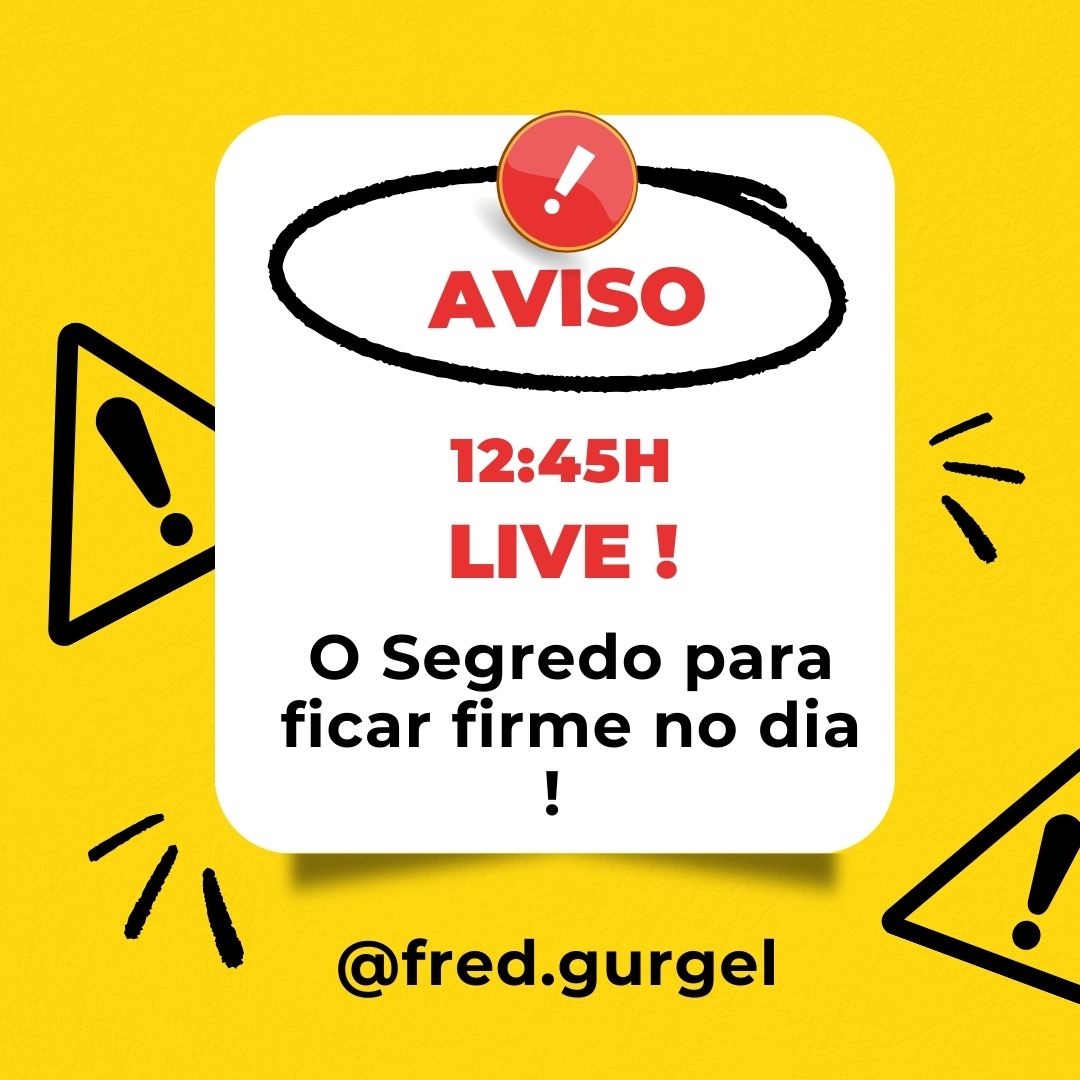 AVISO
12:45H
LIVE !
O Segredo para
ficar firme no dia
!
@fred.gurgel